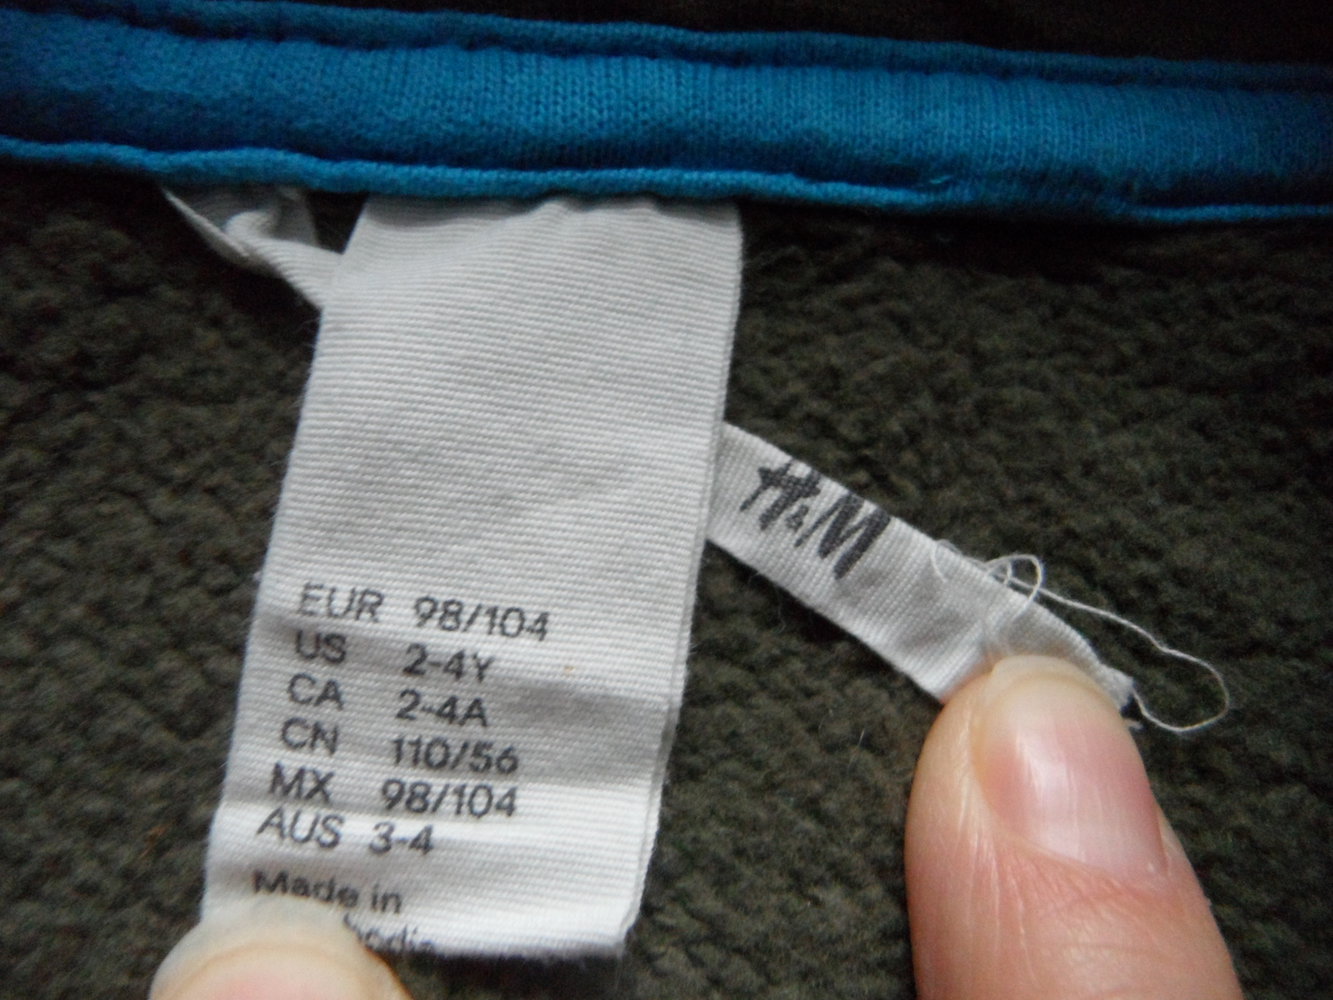 EUR 98/104
US 2-4Y
CA 2-4A
CN 110/56
MX 98/104
AUS 3-4
Made in
H&M